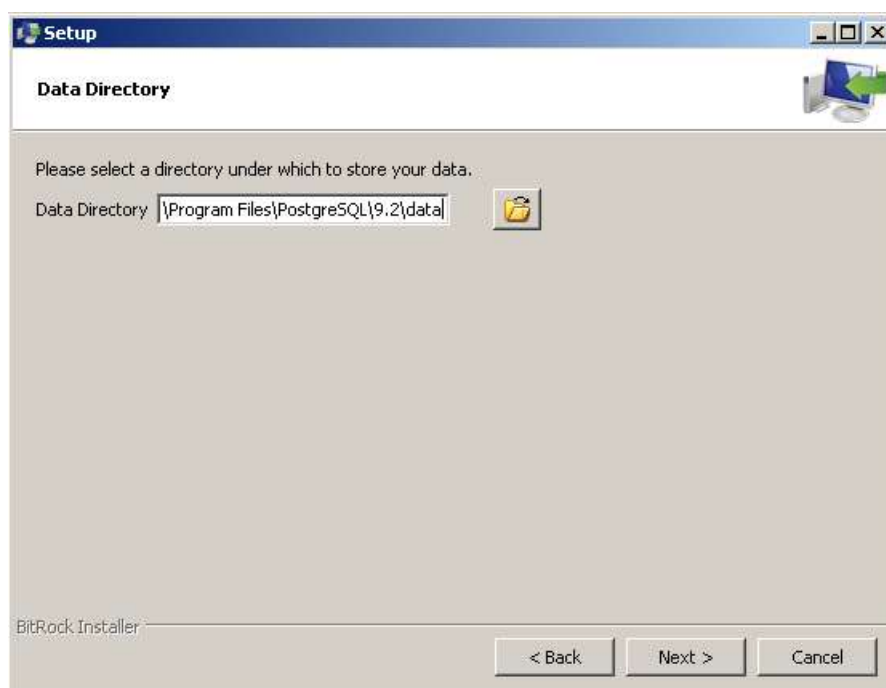 Setup
Data Directory
Please select a directory under which to store your data.
Data Directory \Program Files\PostgreSQL\9.2\data
BitRock Installer
< Back Next > Cancel